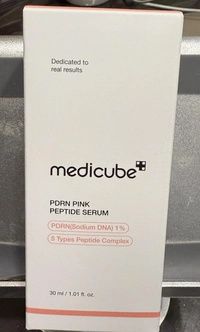 Dedicated to
real results
medicube
PDRN PINK
PEPTIDE SERUM
PDRN(Sodium DNA) 1%
5 Types Peptide Complex
30 ml / 1.01 fl. oz.